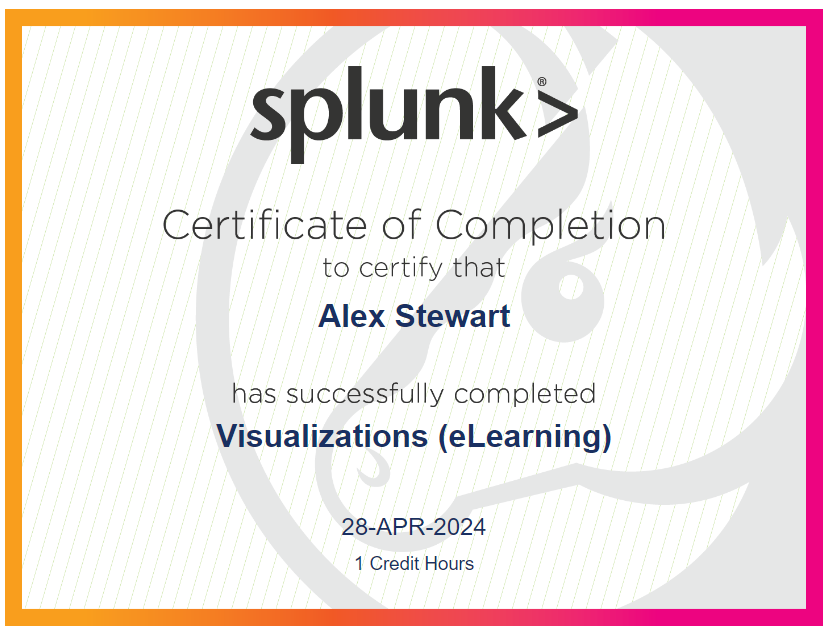 splunk>®
Certificate of Completion
to certify that
Alex Stewart
has successfully completed
Visualizations (eLearning)
28-APR-2024
1 Credit Hours